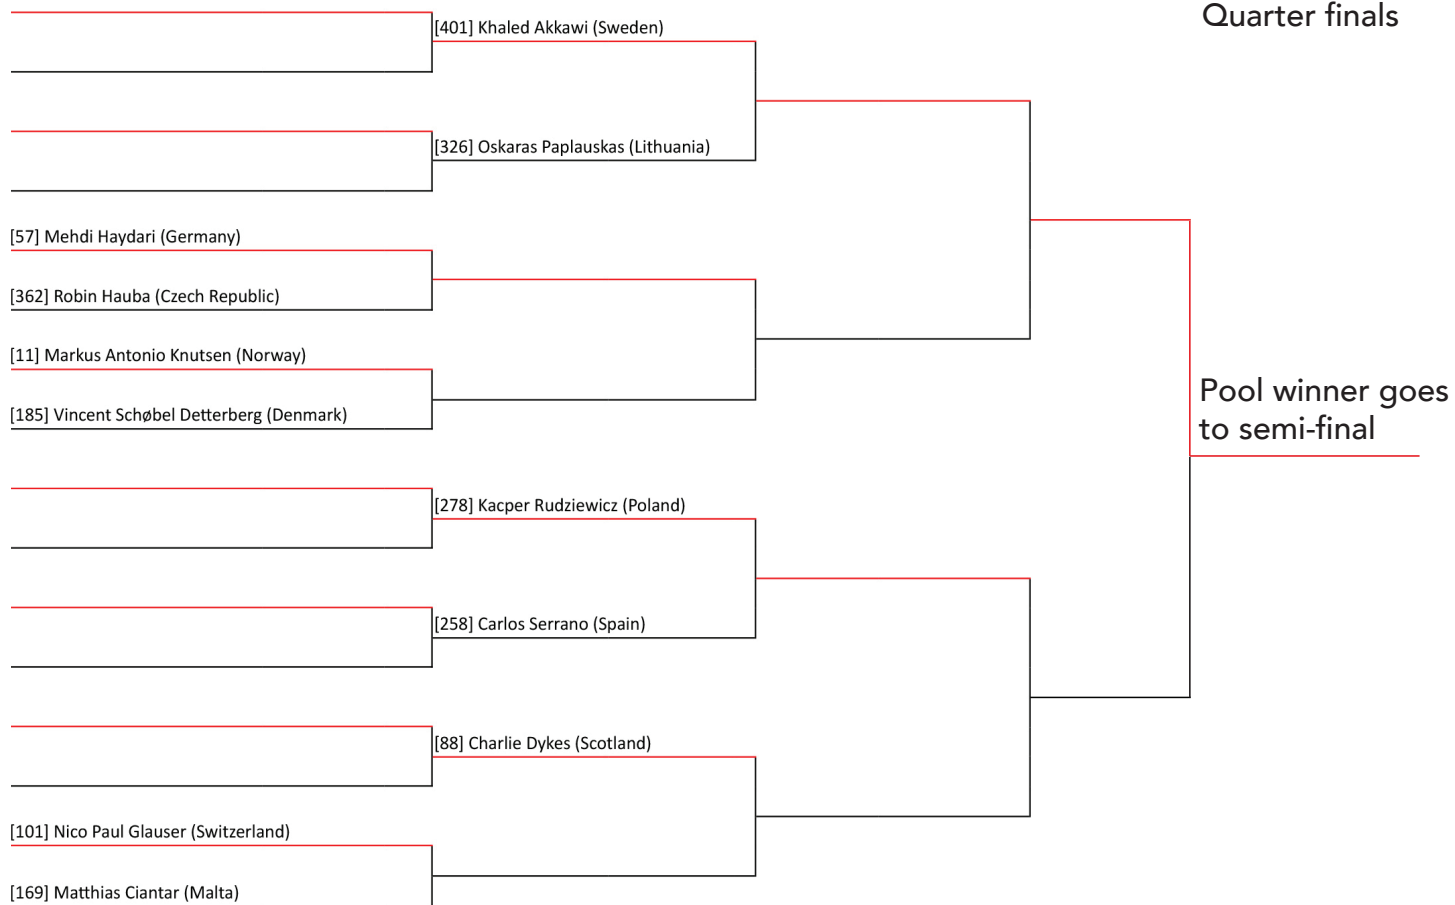 Quarter finals
[401] Khaled Akkawi (Sweden)
[326] Oskaras Paplauskas (Lithuania)
[57] Mehdi Haydari (Germany)
[362] Robin Hauba (Czech Republic)
[11] Markus Antonio Knutsen (Norway)
[185] Vincent Schøbel Detterberg (Denmark)
Pool winner goes
to semi-final
[278] Kacper Rudziewicz (Poland)
[258] Carlos Serrano (Spain)
[88] Charlie Dykes (Scotland)
[101] Nico Paul Glauser (Switzerland)
[169] Matthias Ciantar (Malta)